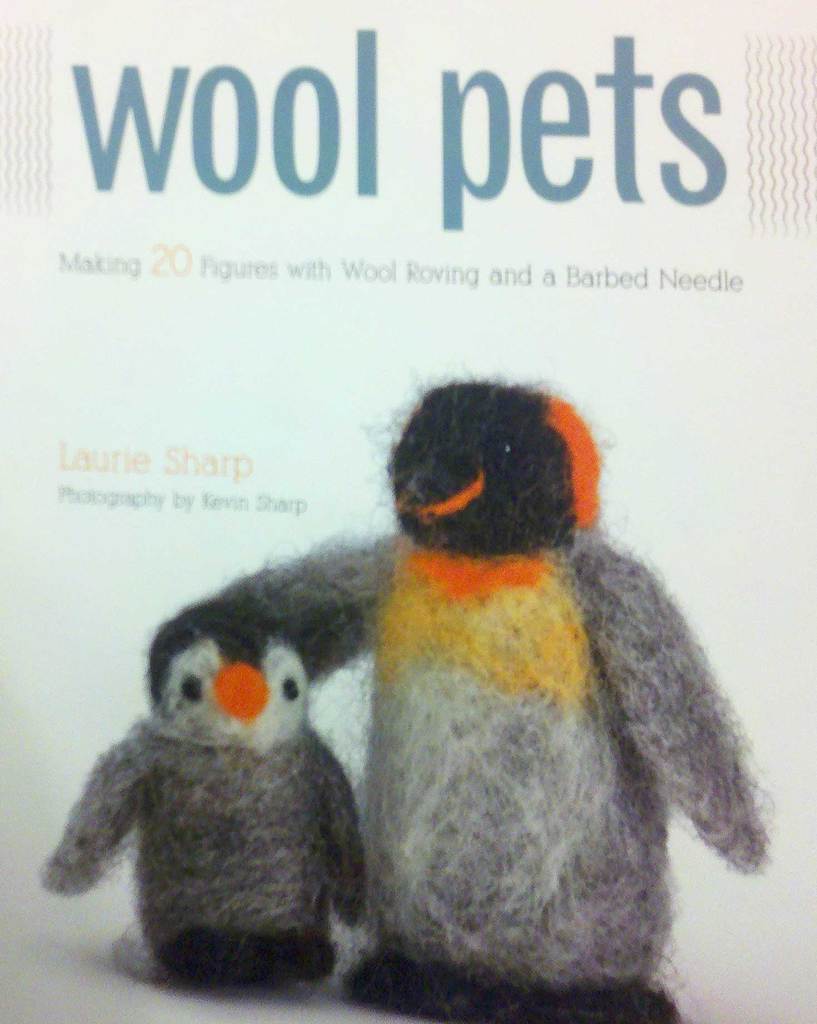 wool pets
Making 20 Figures with Wool Roving and a Barbed Needle
Laurie Sharp
Photography by Kevin Sharp